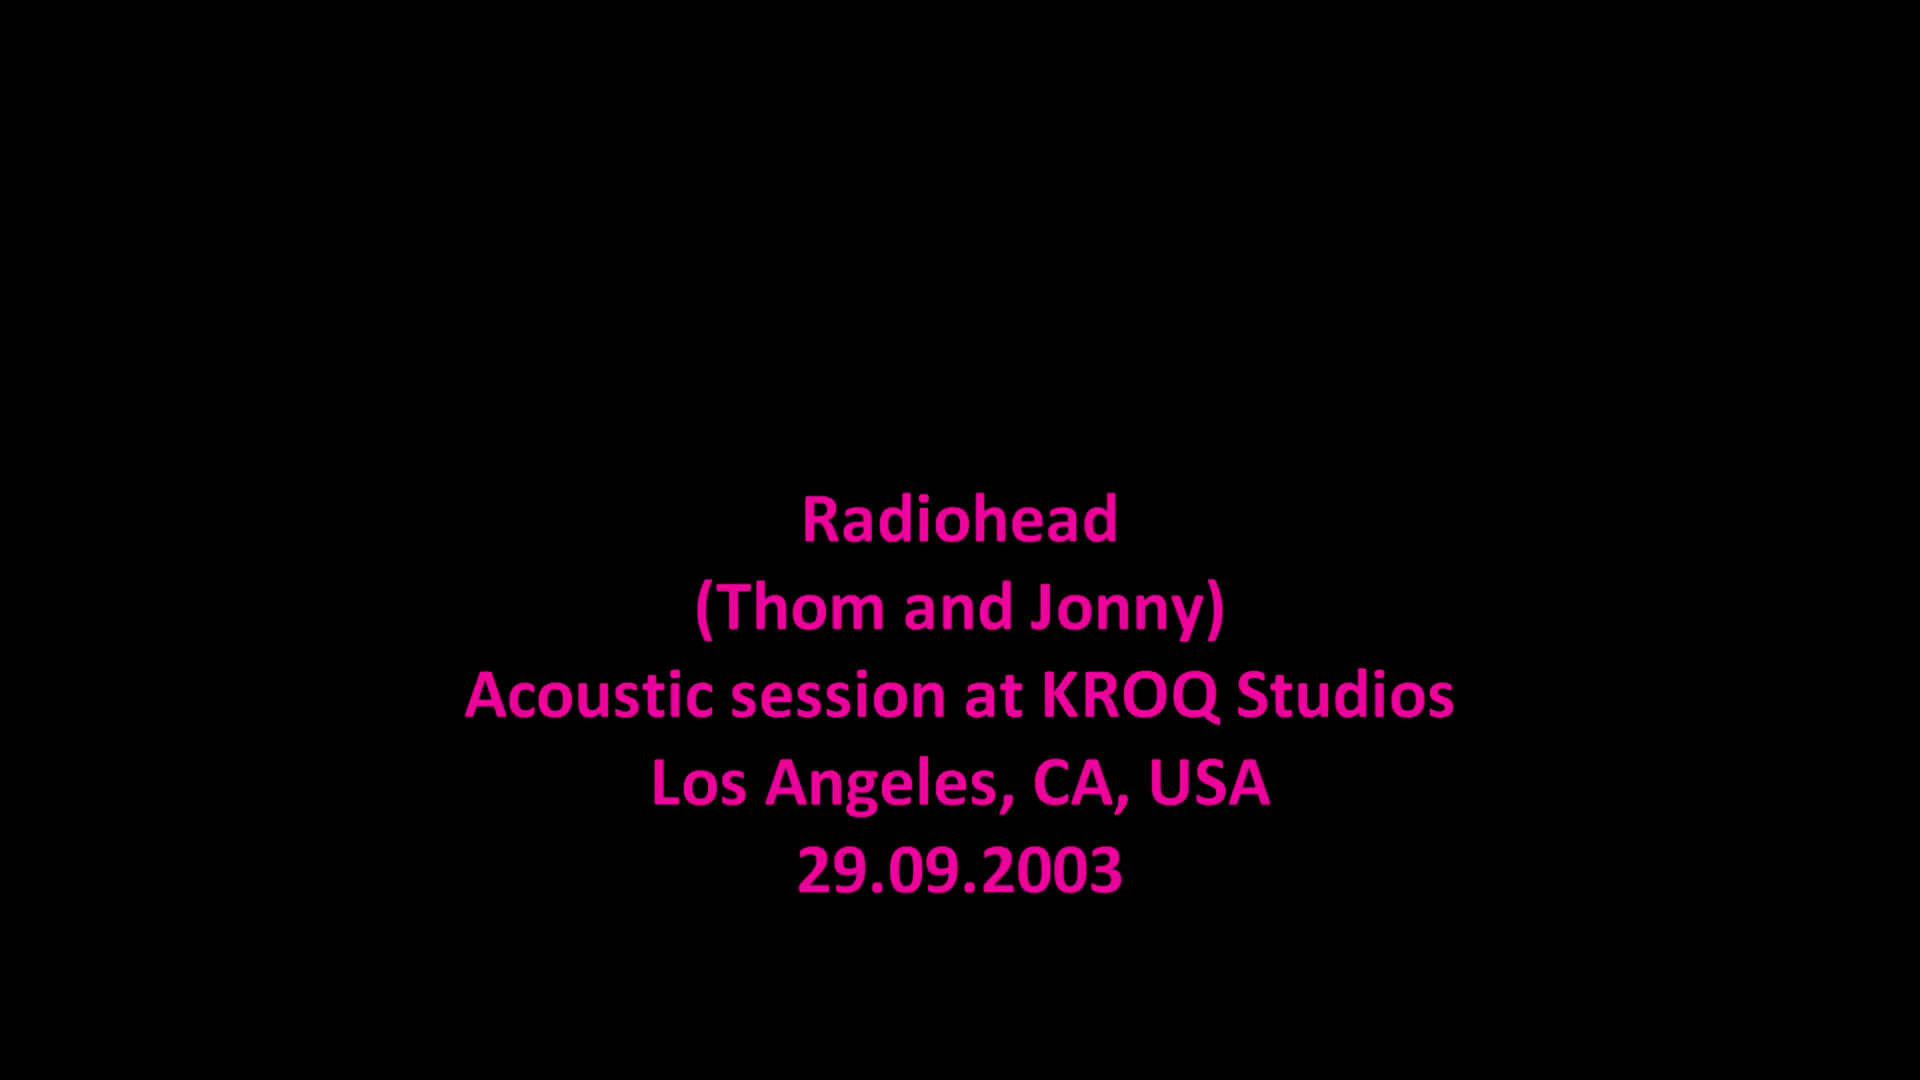 Radiohead
(Thom and Jonny)
Acoustic session at KROQ Studios
Los Angeles, CA, USA
29.09.2003